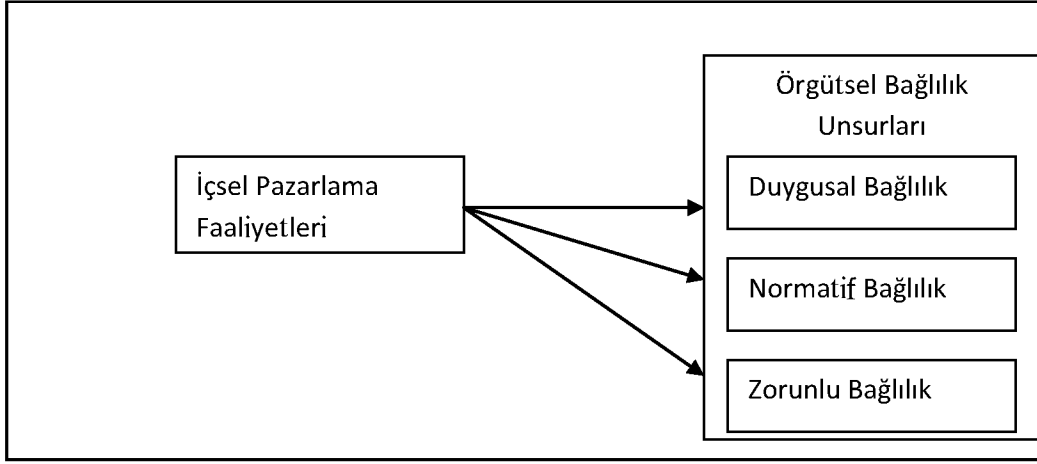 İçsel Pazarlama
Faaliyetleri
Örgütsel Bağlılık
Unsurları
Duygusal Bağlılık
Normatif Bağlılık
Zorunlu Bağlılık